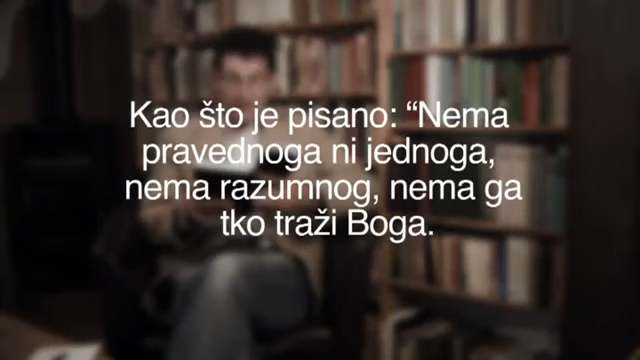 Kao što je pisano: “Nema
pravednoga ni jednoga,
nema razumnog, nema ga
tko traži Boga.